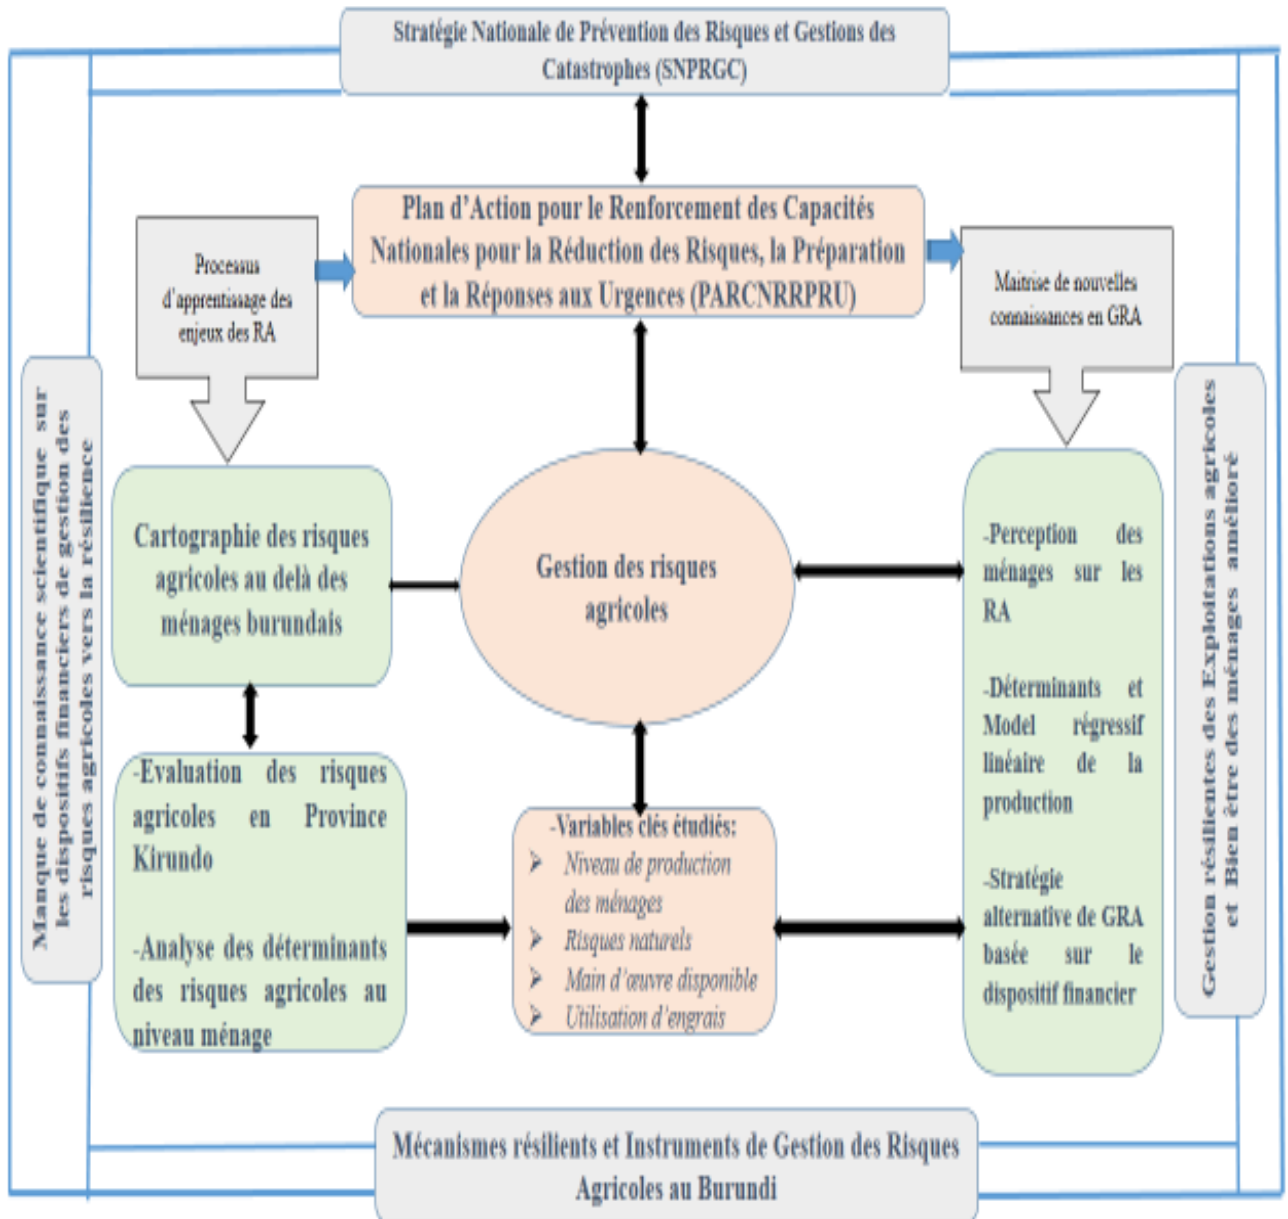 Stratégie Nationale de Prévention des Risques et Gestions des
Catastrophes (SNPRGC)
Plan d’Action pour le Renforcement des Capacités
Nationales pour la Réduction des Risques, la Préparation
et la Réponses aux Urgences (PARCNRRPRU)
Processus
d’apprentissage des
enjeux des RA
Maitrise de nouvelles
connaissances en GRA
Manque de connaissance scientifique sur
les dispositifs financiers de gestion des
risques agricoles vers la résilience
Cartographie des risques
agricoles au delà des
ménages burundais
Gestion des risques
agricoles
-Perception des
ménages sur les
RA
-Déterminants et
Model régressif
linéaire de la
production
-Stratégie
alternative de GRA
basée sur le
dispositif financier
Gestion résilientes des Exploitations agricoles
et Bien être des ménages amélioré
-Evaluation des risques
agricoles en Province
Kirundo
-Analyse des déterminants
des risques agricoles au
niveau ménage
-Variables clés étudiés:
➢ Niveau de production
des ménages
➢ Risques naturels
➢ Main d’œuvre disponible
➢ Utilisation d’engrais
Mécanismes résilients et Instruments de Gestion des Risques
Agricoles au Burundi